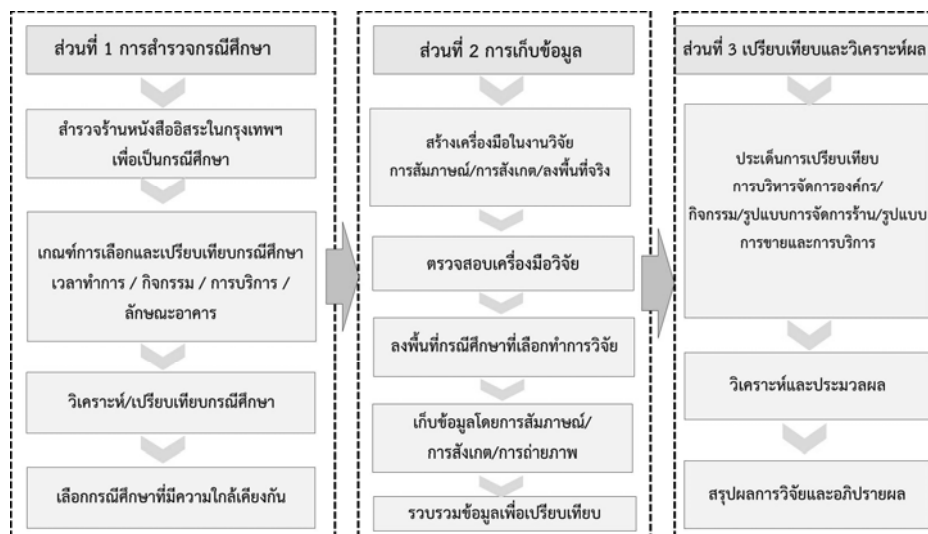 ส่วนที่ 1 การสำรวจกรณีศึกษา
สำรวจร้านหนังสืออิสระในกรุงเทพฯ
เพื่อเป็นกรณีศึกษา
เกณฑ์การเลือกและเปรียบเทียบกรณีศึกษา
เวลาทำการ / กิจกรรม / การบริการ /
ลักษณะอาคาร
วิเคราะห์/เปรียบเทียบกรณีศึกษา
เลือกกรณีศึกษาที่มีความใกล้เคียงกัน
ส่วนที่ 2 การเก็บข้อมูล
สร้างเครื่องมือในงานวิจัย
การสัมภาษณ์/การสังเกต/ลงพื้นที่จริง
ตรวจสอบเครื่องมือวิจัย
ลงพื้นที่กรณีศึกษาที่เลือกทำการวิจัย
เก็บข้อมูลโดยการสัมภาษณ์/
การสังเกต/การถ่ายภาพ
รวบรวมข้อมูลเพื่อเปรียบเทียบ
ส่วนที่ 3 เปรียบเทียบและวิเคราะห์ผล
ประเด็นการเปรียบเทียบ
การบริหารจัดการองค์กร/
กิจกรรม/รูปแบบการจัดการร้าน/รูปแบบ
การขายและการบริการ
วิเคราะห์และประมวลผล
สรุปผลการวิจัยและอภิปรายผล